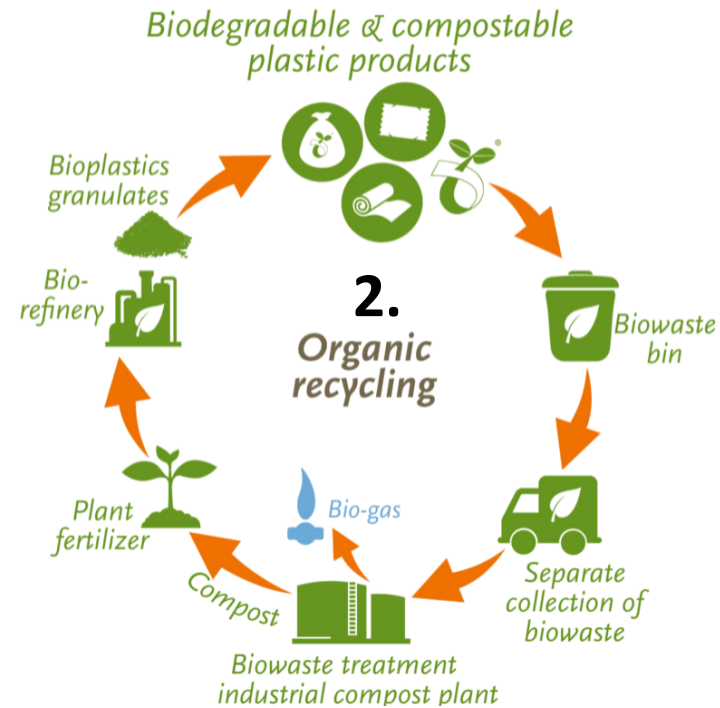 Biodegradable & compostable
plastic products
Bioplastics
granulates
®
Bio-
refinery
2.
Organic
recycling
Biowaste
bin
Plant
fertilizer
Bio-gas
Compost
Separate
collection of
biowaste
Biowaste treatment
industrial compost plant